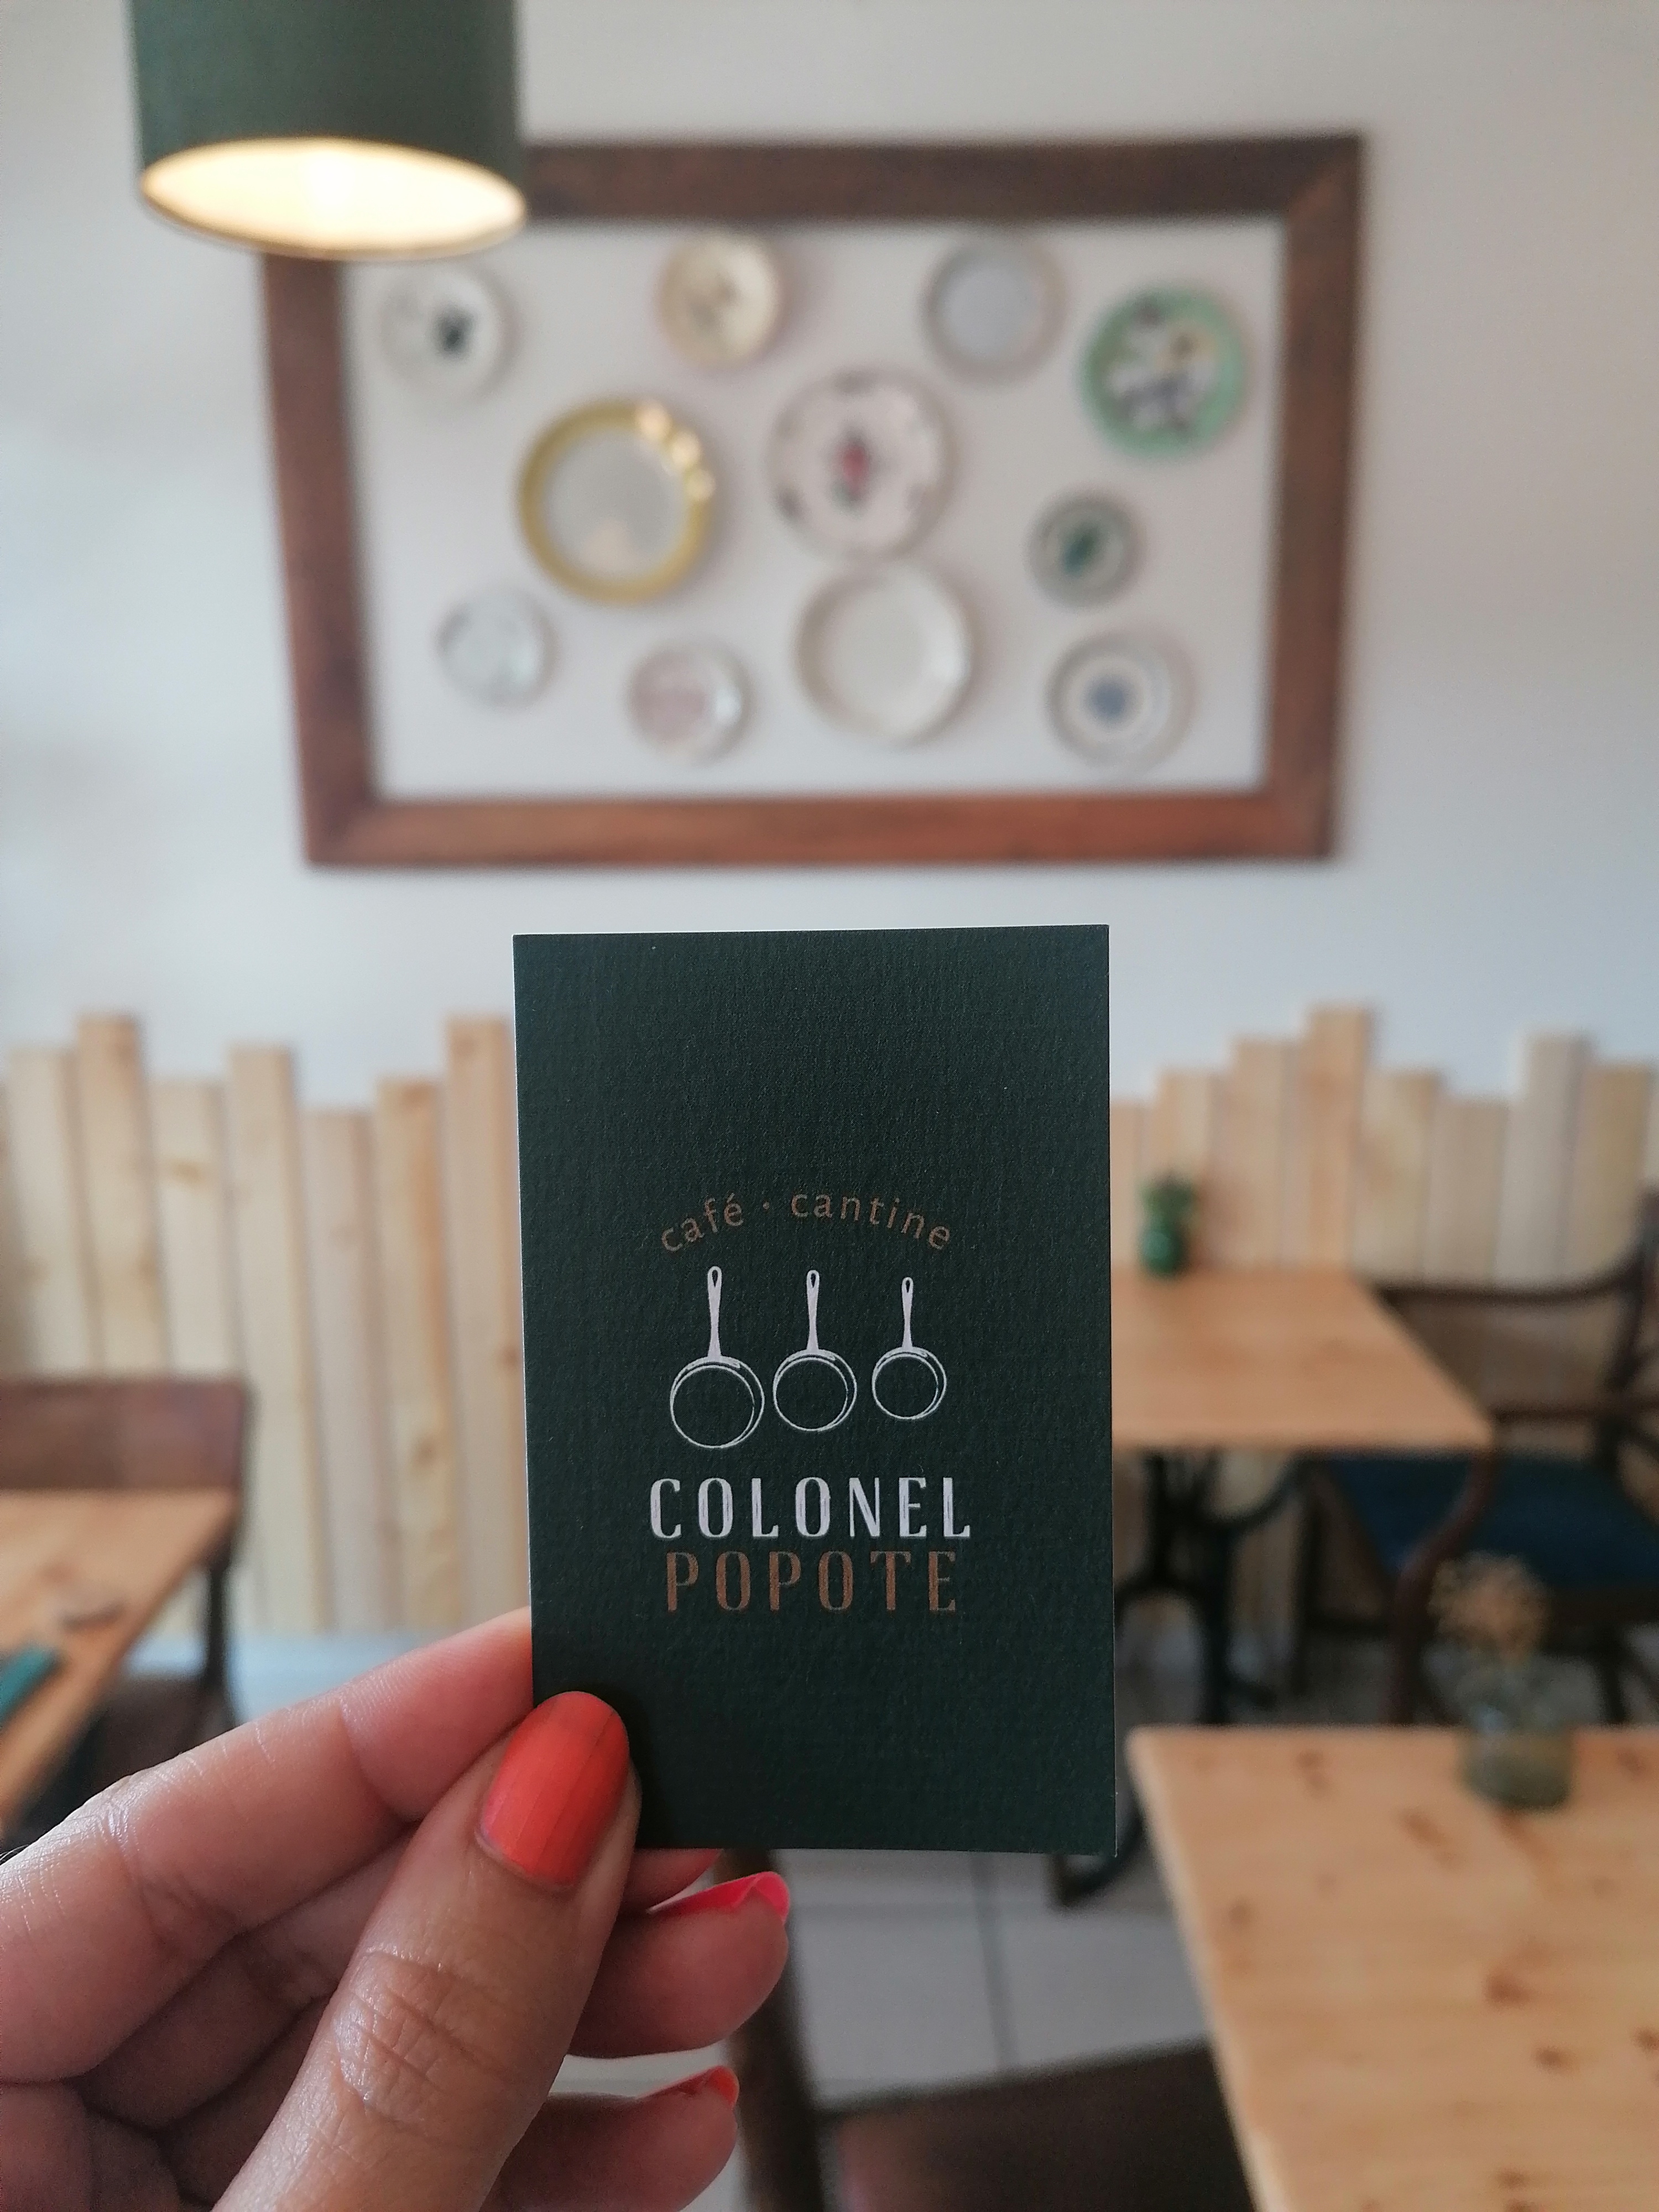 café · cantine
COLONEL
POPOTE